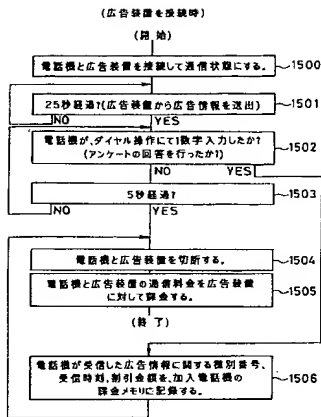 (広告装置を接続時)
(開始)
電話機と広告装置を接続して通信状態にする。 1500
25秒経過?(広告装置から広告情報を送出) 1501
NO YES
電話機が、ダイヤル操作にて1数字入力したか?
(アンケートの回答を行ったか?) 1502
NO YES
5秒経過? 1503
NO YES
電話機と広告装置を切断する。 1504
電話機と広告装置の通信料金を広告装置
に対して課金する。 1505
(終了)
電話機が受信した広告情報に関する種別番号、
受信時刻、割引金額を、加入電話機の
課金メモリに記録する。 1506